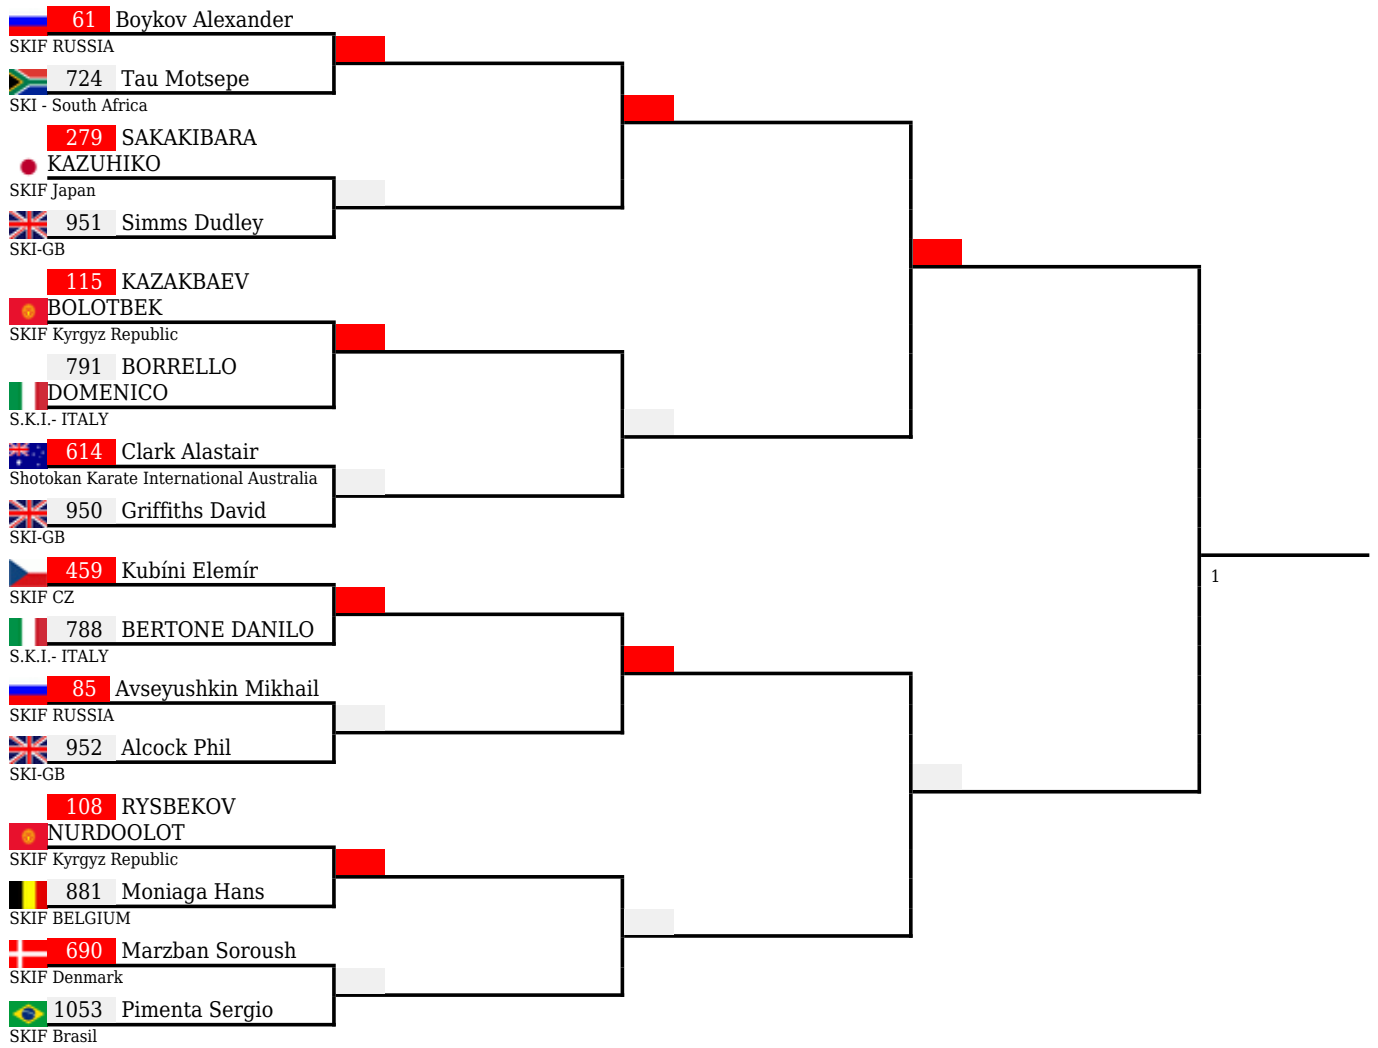 61 Boykov Alexander
SKIF RUSSIA
724 Tau Motsepe
SKI - South Africa
279 SAKAKIBARA
KAZUHIKO
SKIF Japan
951 Simms Dudley
SKI-GB
115 KAZAKBAEV
BOLOTBEK
SKIF Kyrgyz Republic
791 BORRELLO
DOMENICO
S.K.I.- ITALY
614 Clark Alastair
Shotokan Karate International Australia
950 Griffiths David
SKI-GB
459 Kubíni Elemír
SKIF CZ
1
788 BERTONE DANILO
S.K.I.- ITALY
85 Avseyushkin Mikhail
SKIF RUSSIA
952 Alcock Phil
SKI-GB
108 RYSBEKOV
NURDOOLOT
SKIF Kyrgyz Republic
881 Moniaga Hans
SKIF BELGIUM
690 Marzban Soroush
SKIF Denmark
1053 Pimenta Sergio
SKIF Brasil